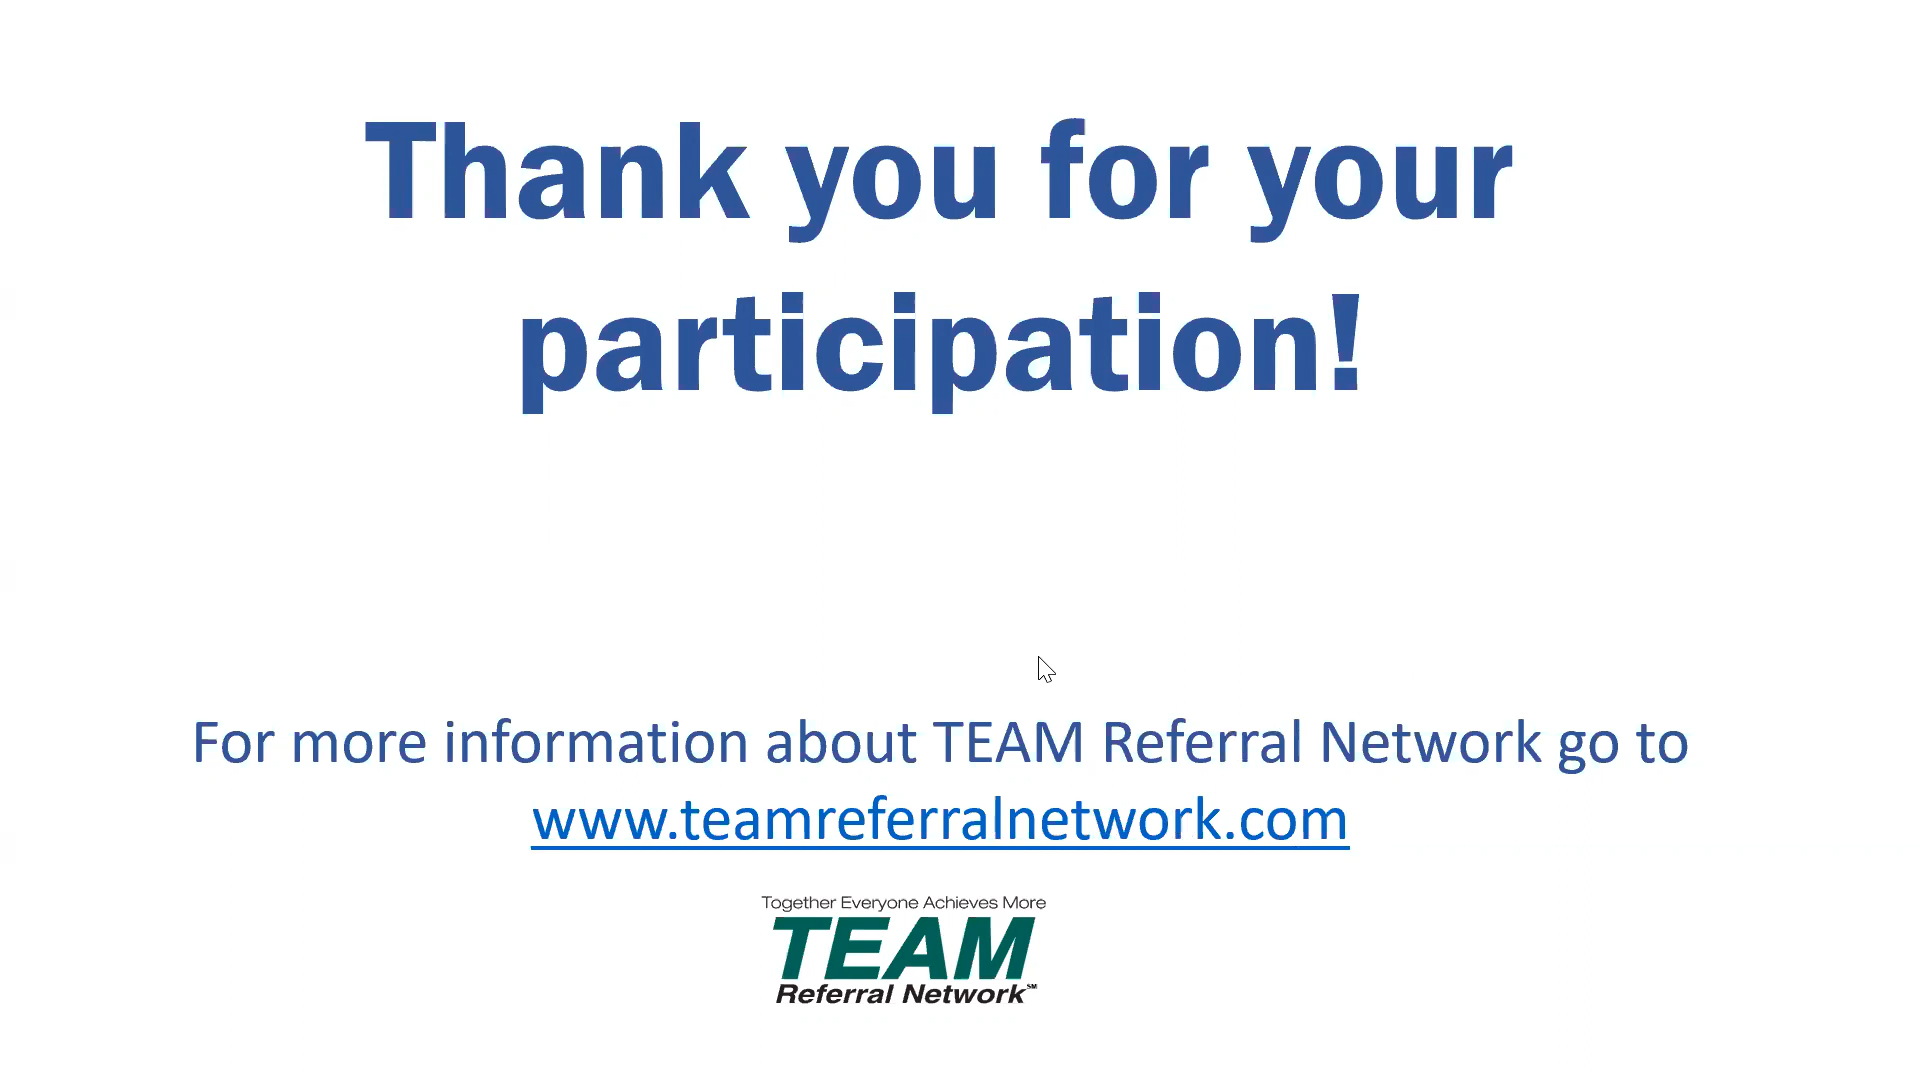 Thank you for your
participation!
For more information about TEAM Referral Network go to
www.teamreferralnetwork.com
Together Everyone Achieves More
TEAM
Referral Network℠